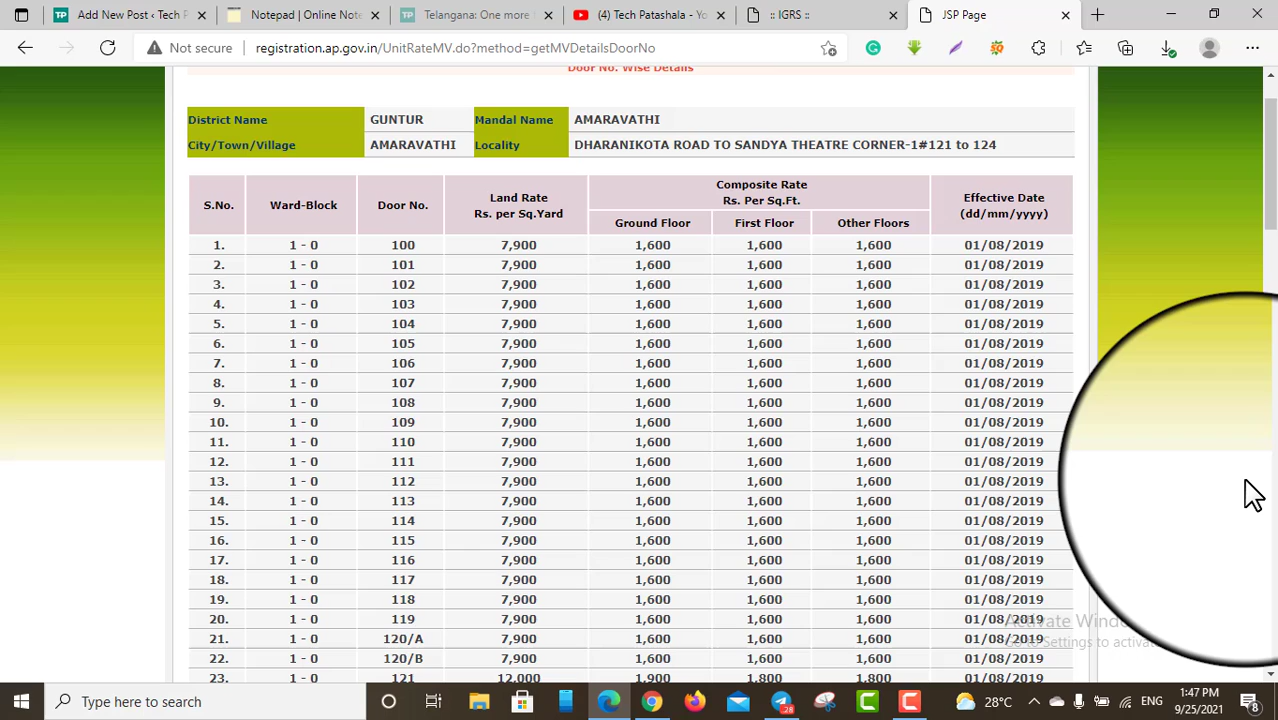 Add New Post ‹ Tech P
Notepad | Online Note
Telangana: One more
(4) Tech Patashala - Yo
:: IGRS ::
JSP Page
Not secure
registration.ap.gov.in/UnitRateMV.do?method=getMVDetailsDoorNo
Door No. Wise Details
District Name GUNTUR Mandal Name AMARAVATHI
City/Town/Village AMARAVATHI Locality DHARANIKOTA ROAD TO SANDYA THEATRE CORNER-1#121 to 124
S.No. Ward-Block Door No. Land Rate Rs. per Sq.Yard Composite Rate Rs. Per Sq.Ft. Effective Date (dd/mm/yyyy)
Ground Floor First Floor Other Floors
1. 1 - 0 100 7,900 1,600 1,600 1,600 01/08/2019
2. 1 - 0 101 7,900 1,600 1,600 1,600 01/08/2019
3. 1 - 0 102 7,900 1,600 1,600 1,600 01/08/2019
4. 1 - 0 103 7,900 1,600 1,600 1,600 01/08/2019
5. 1 - 0 104 7,900 1,600 1,600 1,600 01/08/2019
6. 1 - 0 105 7,900 1,600 1,600 1,600 01/08/2019
7. 1 - 0 106 7,900 1,600 1,600 1,600 01/08/2019
8. 1 - 0 107 7,900 1,600 1,600 1,600 01/08/2019
9. 1 - 0 108 7,900 1,600 1,600 1,600 01/08/2019
10. 1 - 0 109 7,900 1,600 1,600 1,600 01/08/2019
11. 1 - 0 110 7,900 1,600 1,600 1,600 01/08/2019
12. 1 - 0 111 7,900 1,600 1,600 1,600 01/08/2019
13. 1 - 0 112 7,900 1,600 1,600 1,600 01/08/2019
14. 1 - 0 113 7,900 1,600 1,600 1,600 01/08/2019
15. 1 - 0 114 7,900 1,600 1,600 1,600 01/08/2019
16. 1 - 0 115 7,900 1,600 1,600 1,600 01/08/2019
17. 1 - 0 116 7,900 1,600 1,600 1,600 01/08/2019
18. 1 - 0 117 7,900 1,600 1,600 1,600 01/08/2019
19. 1 - 0 118 7,900 1,600 1,600 1,600 01/08/2019
20. 1 - 0 119 7,900 1,600 1,600 1,600 01/08/2019
21. 1 - 0 120/A 7,900 1,600 1,600 1,600 01/08/2019
22. 1 - 0 120/B 7,900 1,600 1,600 1,600 01/08/2019
23. 1 - 0 121 12,000 1,900 1,800 1,800 01/08/2019
Activate Windo
Go to Settings to activat
Type here to search
28
28°C
ENG
1:47 PM
9/25/2021
8